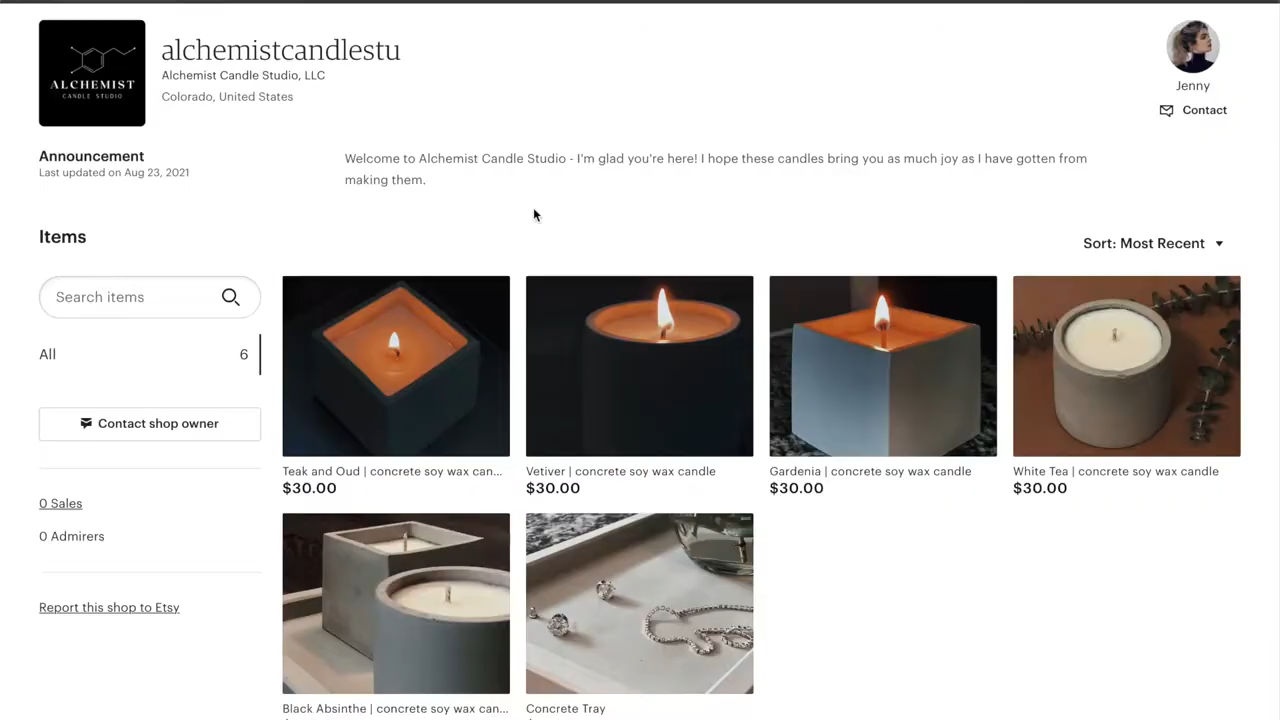 alchemistcandlestu
Alchemist Candle Studio, LLC
Colorado, United States
ALCHEMIST
CANDLE STUDIO
Jenny
Contact
Announcement
Last updated on Aug 23, 2021
Welcome to Alchemist Candle Studio - I'm glad you're here! I hope these candles bring you as much joy as I have gotten from
making them.
Items
Sort: Most Recent
Search items
All 6
Contact shop owner
0 Sales
0 Admirers
Report this shop to Etsy
Teak and Oud | concrete soy wax can...
$30.00
Vetiver | concrete soy wax candle
$30.00
Gardenia | concrete soy wax candle
$30.00
White Tea | concrete soy wax candle
$30.00
Black Absinthe | concrete soy wax can...
Concrete Tray